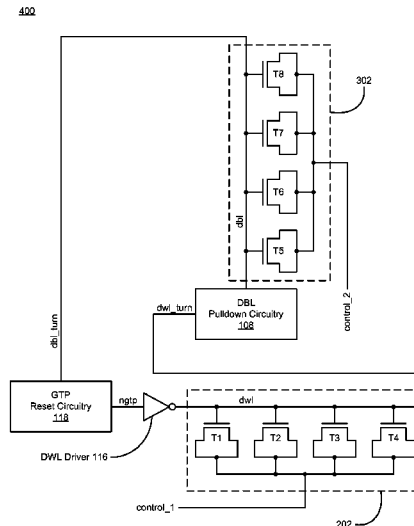 400
T8
302
T7
T6
dbl
T5
DBL
Pulldown Circuitry
108
dwl_turn
control_2
dbl_turn
GTP
Reset Circuitry
118
ngtp
dwl
T1
T2
T3
T4
DWL Driver 116
control_1
202